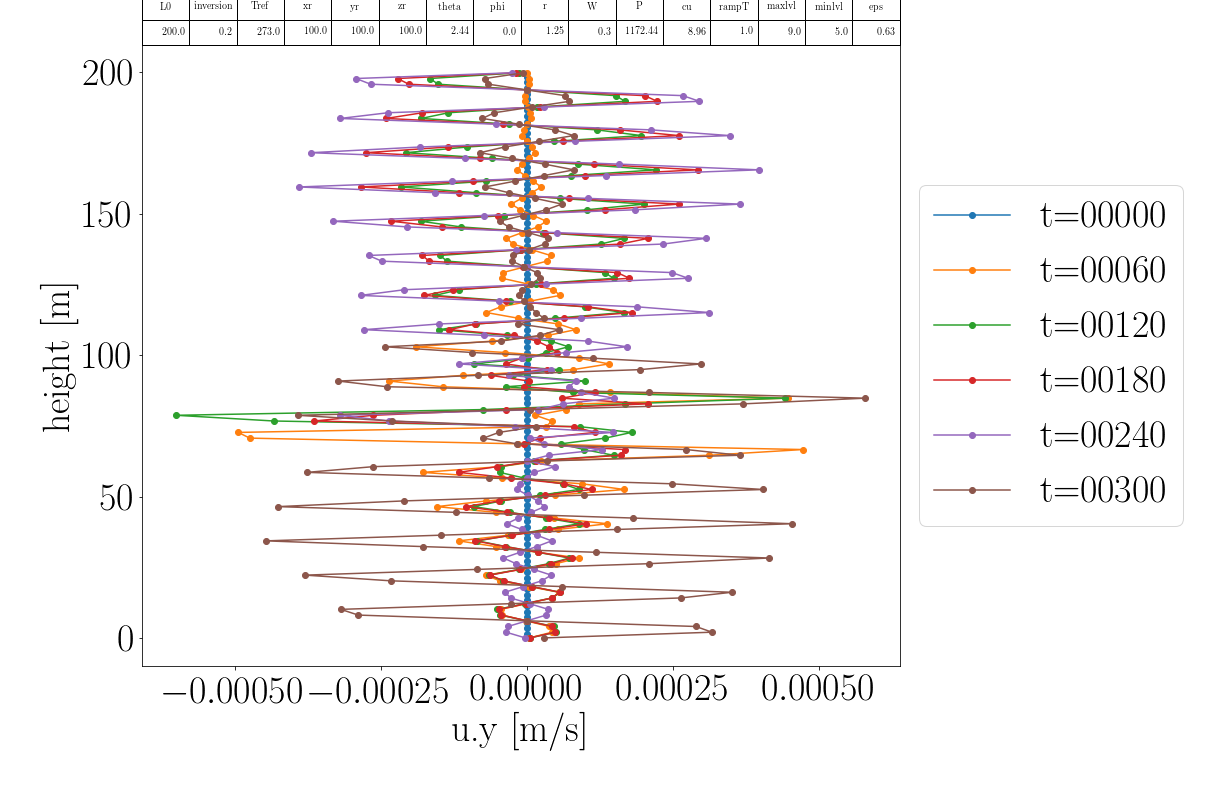 L0 inversion Tref xr yr zr theta phi r W P cu rampT maxlvl minlvl eps
200.0 0.2 273.0 100.0 100.0 100.0 2.44 0.0 1.25 0.3 1172.44 8.96 1.0 9.0 5.0 0.63
200
150
100
50
0
height [m]
−0.00050 −0.00025 0.00000 0.00025 0.00050
u.y [m/s]
t=00000
t=00060
t=00120
t=00180
t=00240
t=00300